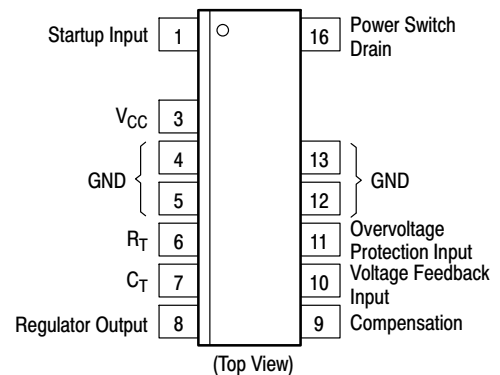 Startup Input 1
16 Power Switch
Drain
VCC 3
4
GND
5
13
GND
12
RT 6
11 Overvoltage
Protection Input
CT 7
10 Voltage Feedback
Input
Regulator Output 8
9 Compensation
(Top View)